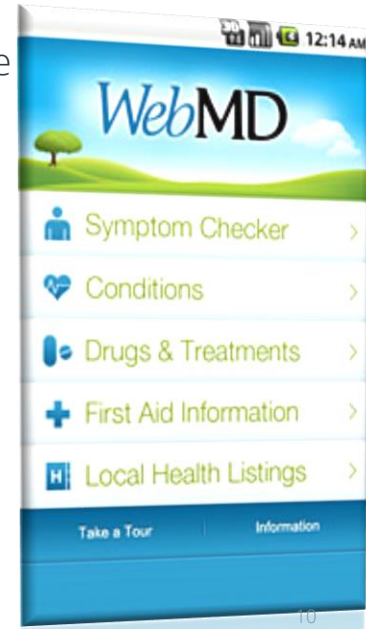 12:14 AM
e
WebMD
Symptom Checker
Conditions
Drugs & Treatments
First Aid Information
Local Health Listings
Take a Tour Information
10